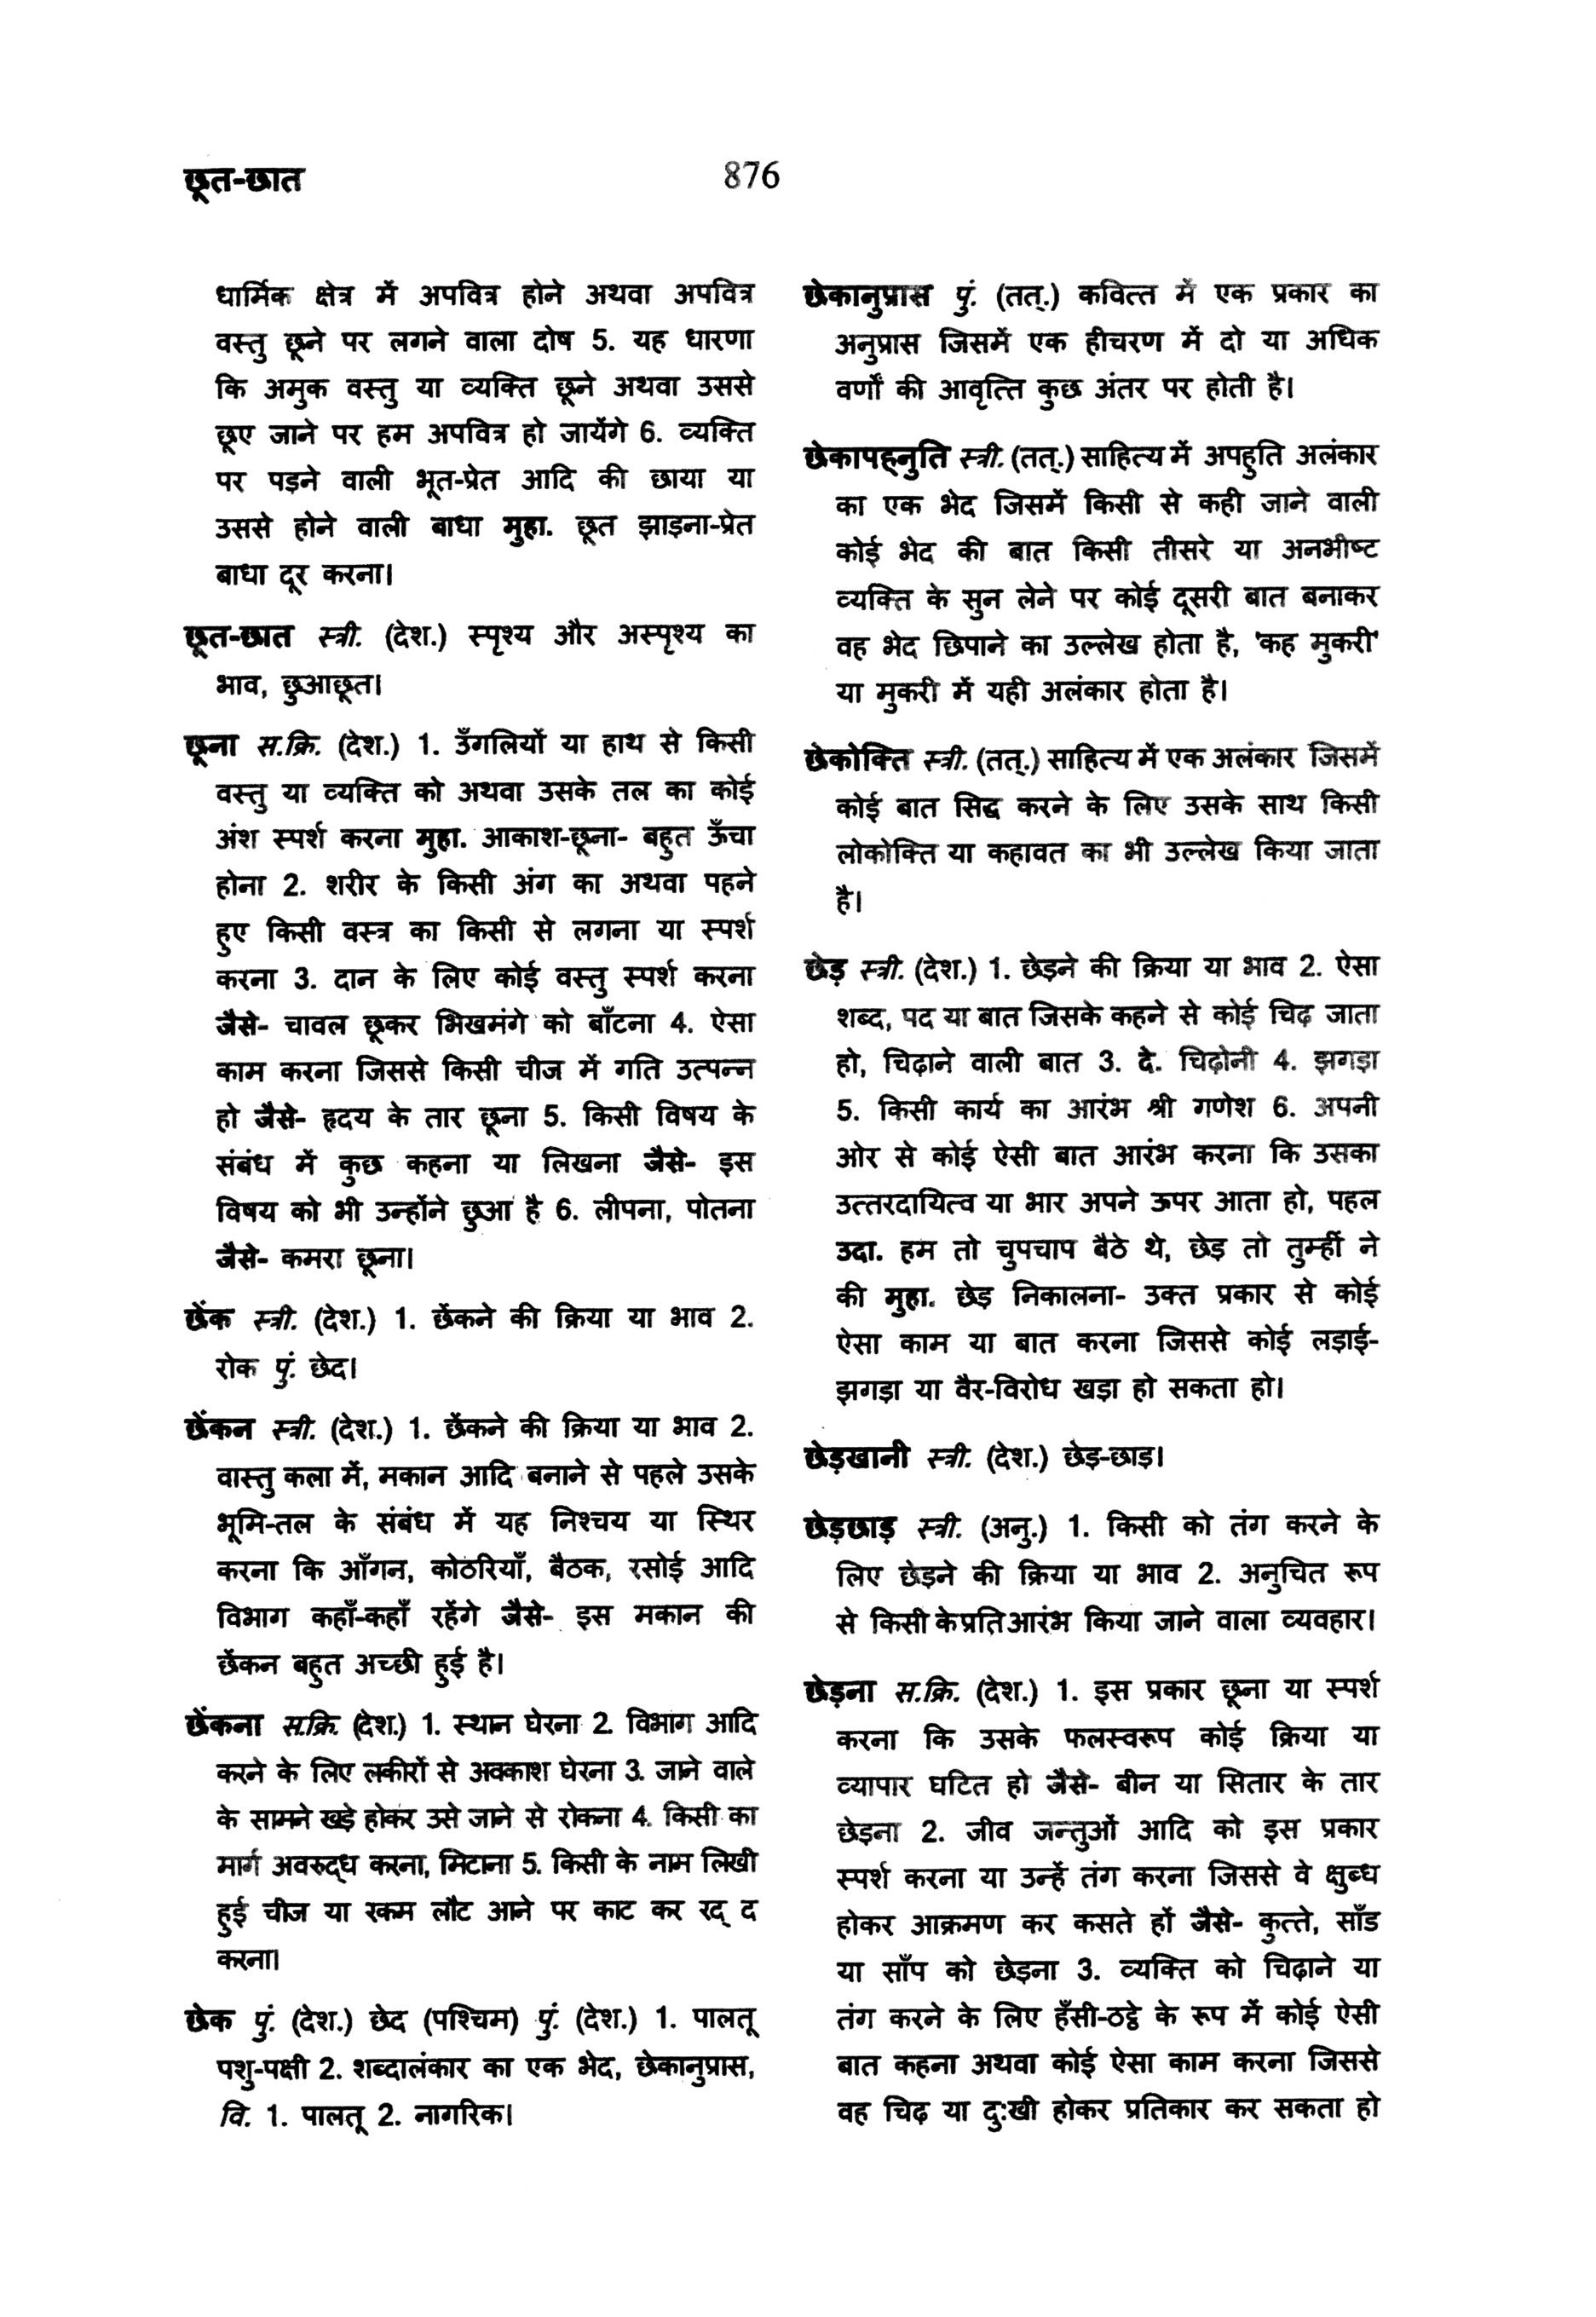 छूत-छात
876
धार्मिक क्षेत्र में अपवित्र होने अथवा अपवित्र
वस्तु छूने पर लगने वाला दोष 5. यह धारणा
कि अमुक वस्तु या व्यक्ति छूने अथवा उससे
छूए जाने पर हम अपवित्र हो जायेंगे 6. व्यक्ति
पर पड़ने वाली भूत-प्रेत आदि की छाया या
उससे होने वाली बाधा मुहा. छूत झाड़ना-प्रेत
बाधा दूर करना।
छूत-छात स्त्री. (देश.) स्पृश्य और अस्पृश्य का
भाव, छुआछूत।
छूना स.क्रि. (देश.) 1. उँगलियों या हाथ से किसी
वस्तु या व्यक्ति को अथवा उसके तल का कोई
अंश स्पर्श करना मुहा. आकाश-छूना- बहुत ऊँचा
होना 2. शरीर के किसी अंग का अथवा पहने
हुए किसी वस्त्र का किसी से लगना या स्पर्श
करना 3. दान के लिए कोई वस्तु स्पर्श करना
जैसे- चावल छूकर भिखमंगे को बाँटना 4. ऐसा
काम करना जिससे किसी चीज में गति उत्पन्न
हो जैसे- हृदय के तार छूना 5. किसी विषय के
संबंध में कुछ कहना या लिखना जैसे- इस
विषय को भी उन्होंने छुआ है 6. लीपना, पोतना
जैसे- कमरा छूना।
छेंक स्त्री. (देश.) 1. छेंकने की क्रिया या भाव 2.
रोक पुं. छेद।
छेंकन स्त्री. (देश.) 1. छेंकने की क्रिया या भाव 2.
वास्तु कला में, मकान आदि बनाने से पहले उसके
भूमि-तल के संबंध में यह निश्चय या स्थिर
करना कि आँगन, कोठरियाँ, बैठक, रसोई आदि
विभाग कहाँ-कहाँ रहेंगे जैसे- इस मकान की
छेंकन बहुत अच्छी हुई है।
छेंकना स.क्रि. (देश.) 1. स्थान घेरना 2. विभाग आदि
करने के लिए लकीरों से अवकाश घेरना 3. जाने वाले
के सामने खड़े होकर उसे जाने से रोकना 4. किसी का
मार्ग अवरुद्ध करना, मिटाना 5. किसी के नाम लिखी
हुई चीज या रकम लौट आने पर काट कर रद् द
करना।
छेक पुं. (देश.) छेद (पश्चिम) पुं. (देश.) 1. पालतू
पशु-पक्षी 2. शब्दालंकार का एक भेद, छेकानुप्रास,
वि. 1. पालतू 2. नागरिक।
छेकानुप्रास पुं. (तत्.) कवित्त में एक प्रकार का
अनुप्रास जिसमें एक हीचरण में दो या अधिक
वर्णों की आवृत्ति कुछ अंतर पर होती है।
छेकापह्नुति स्त्री. (तत्.) साहित्य में अपहुति अलंकार
का एक भेद जिसमें किसी से कही जाने वाली
कोई भेद की बात किसी तीसरे या अनभीष्ट
व्यक्ति के सुन लेने पर कोई दूसरी बात बनाकर
वह भेद छिपाने का उल्लेख होता है, 'कह मुकरी'
या मुकरी में यही अलंकार होता है।
छेकोक्ति स्त्री. (तत्.) साहित्य में एक अलंकार जिसमें
कोई बात सिद्ध करने के लिए उसके साथ किसी
लोकोक्ति या कहावत का भी उल्लेख किया जाता
है।
छेड़ स्त्री. (देश.) 1. छेड़ने की क्रिया या भाव 2. ऐसा
शब्द, पद या बात जिसके कहने से कोई चिढ़ जाता
हो, चिढ़ाने वाली बात 3. दे. चिढ़ोनी 4. झगड़ा
5. किसी कार्य का आरंभ श्री गणेश 6. अपनी
ओर से कोई ऐसी बात आरंभ करना कि उसका
उत्तरदायित्व या भार अपने ऊपर आता हो, पहल
उदा. हम तो चुपचाप बैठे थे, छेड़ तो तुम्हीं ने
की मुहा. छेड़ निकालना- उक्त प्रकार से कोई
ऐसा काम या बात करना जिससे कोई लड़ाई-
झगड़ा या वैर-विरोध खड़ा हो सकता हो।
छेड़खानी स्त्री. (देश.) छेड़-छाड़।
छेड़छाड़ स्त्री. (अनु.) 1. किसी को तंग करने के
लिए छेड़ने की क्रिया या भाव 2. अनुचित रूप
से किसी के प्रति आरंभ किया जाने वाला व्यवहार।
छेड़ना स.क्रि. (देश.) 1. इस प्रकार छूना या स्पर्श
करना कि उसके फलस्वरूप कोई क्रिया या
व्यापार घटित हो जैसे- बीन या सितार के तार
छेड़ना 2. जीव जन्तुओं आदि को इस प्रकार
स्पर्श करना या उन्हें तंग करना जिससे वे क्षुब्ध
होकर आक्रमण कर कसते हों जैसे- कुत्ते, साँड
या साँप को छेड़ना 3. व्यक्ति को चिढ़ाने या
तंग करने के लिए हँसी-ठट्ठे के रूप में कोई ऐसी
बात कहना अथवा कोई ऐसा काम करना जिससे
वह चिढ़ या दु:खी होकर प्रतिकार कर सकता हो